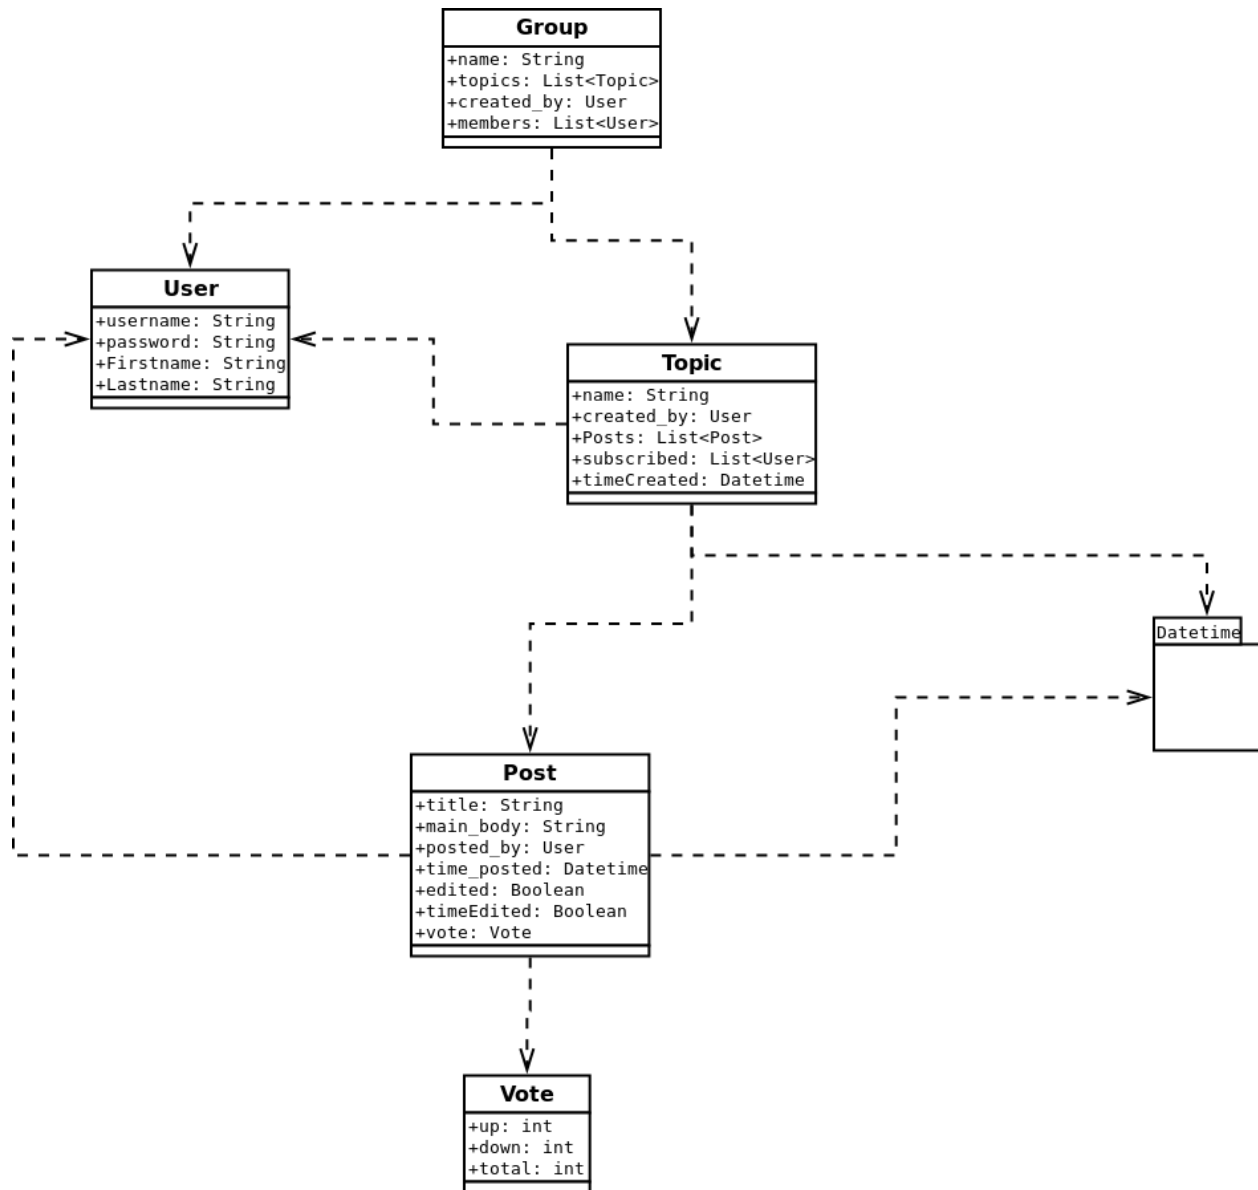 Group
+name: String
+topics: List<Topic>
+created_by: User
+members: List<User>
User
+username: String
+password: String
+Firstname: String
+Lastname: String
Topic
+name: String
+created_by: User
+Posts: List<Post>
+subscribed: List<User>
+timeCreated: Datetime
Datetime
Post
+title: String
+main_body: String
+posted_by: User
+time_posted: Datetime
+edited: Boolean
+timeEdited: Boolean
+vote: Vote
Vote
+up: int
+down: int
+total: int